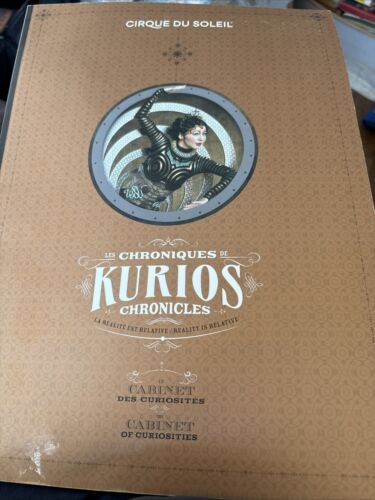 CIRQUE DU SOLEIL®
LES CHRONIQUES DE
KURIOS
CHRONICLES
LA RÉALITÉ EST RELATIVE / REALITY IS RELATIVE
LE
CABINET
DES CURIOSITÉS
THE
CABINET
OF CURIOSITIES